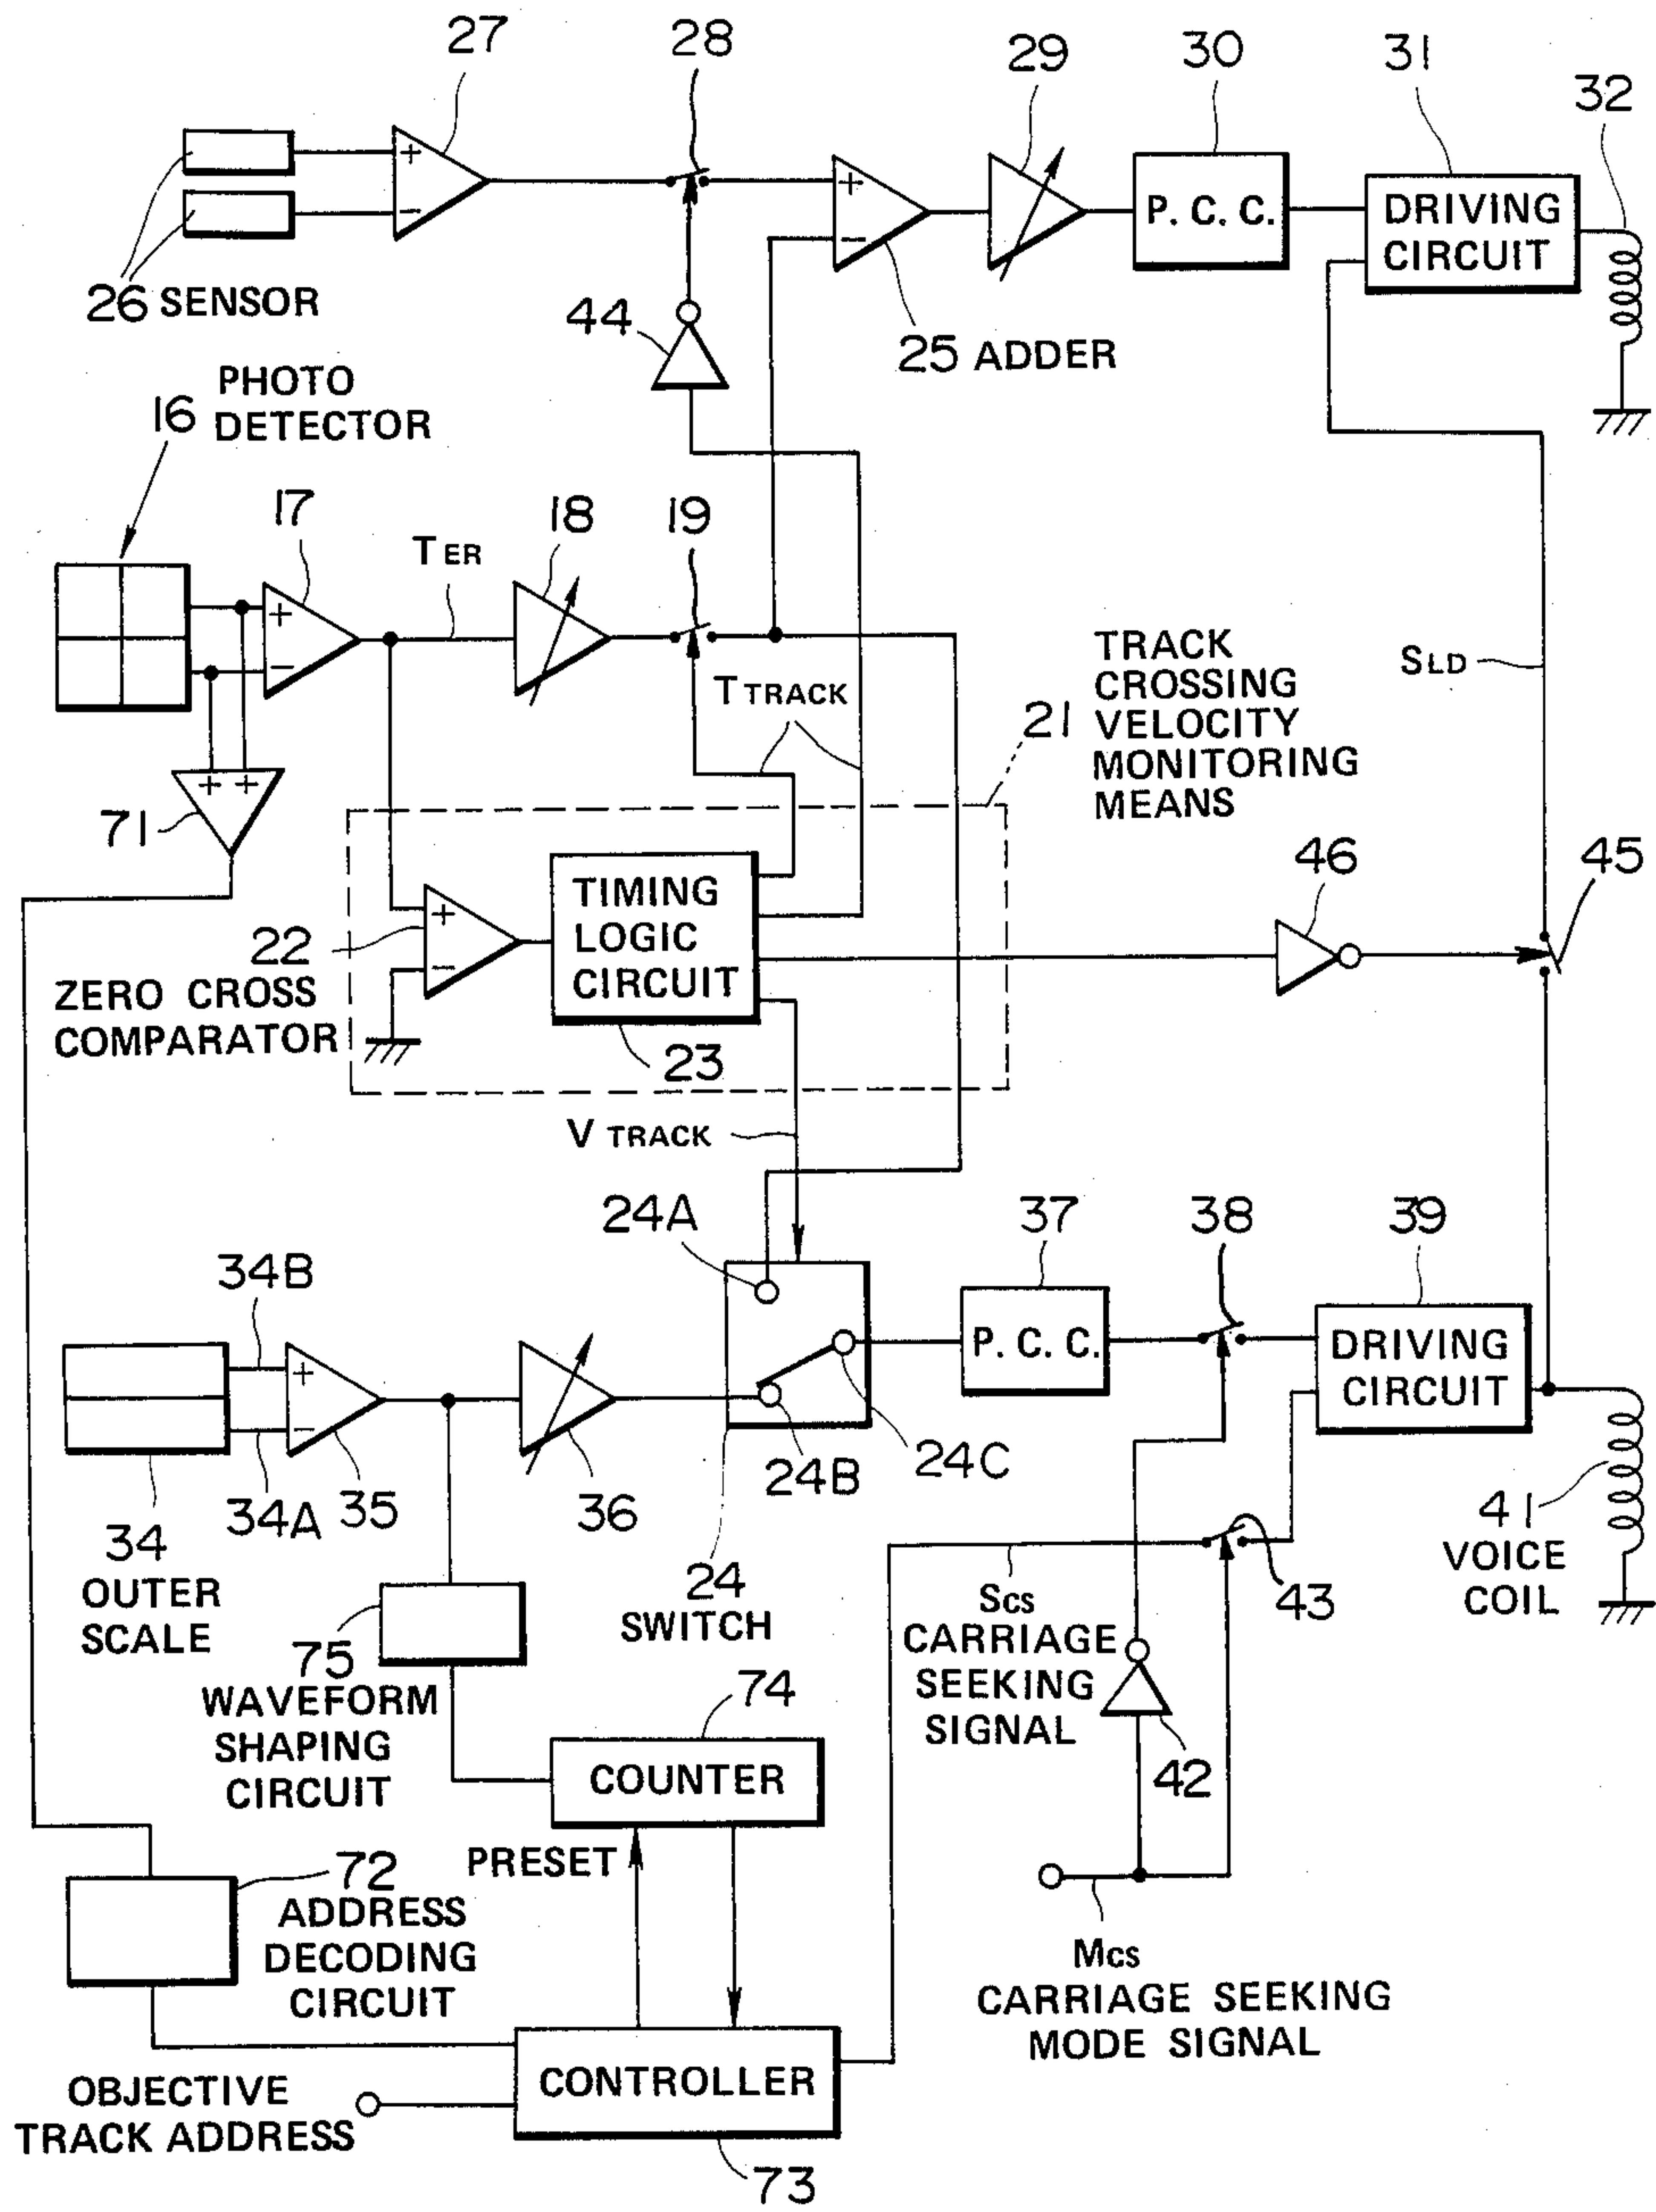 27
28
29
30
31
32
+
−
+
−
P. C. C.
DRIVING
CIRCUIT
26 SENSOR
44
25 ADDER
PHOTO
16 DETECTOR
17
18
19
TER
+
−
T TRACK
SLD
21
TRACK
CROSSING
VELOCITY
MONITORING
MEANS
+ +
71
46
45
+
−
22
ZERO CROSS
COMPARATOR
TIMING
LOGIC
CIRCUIT
23
V TRACK
24A
37
38
39
34B
+
−
P. C. C.
DRIVING
CIRCUIT
34A
35
36
24B
24C
34
OUTER
SCALE
24
SWITCH
43
41
VOICE
COIL
SCS
CARRIAGE
SEEKING
SIGNAL
75
WAVEFORM
SHAPING
CIRCUIT
74
COUNTER
42
PRESET
72
ADDRESS
DECODING
CIRCUIT
MCS
CARRIAGE SEEKING
MODE SIGNAL
CONTROLLER
OBJECTIVE
TRACK ADDRESS
73